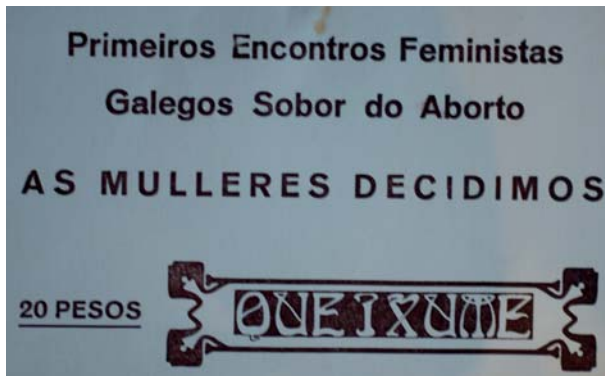 Primeiros Encontros Feministas
Galegos Sobor do Aborto
AS MULLERES DECIDIMOS
20 PESOS
QUEIXUME